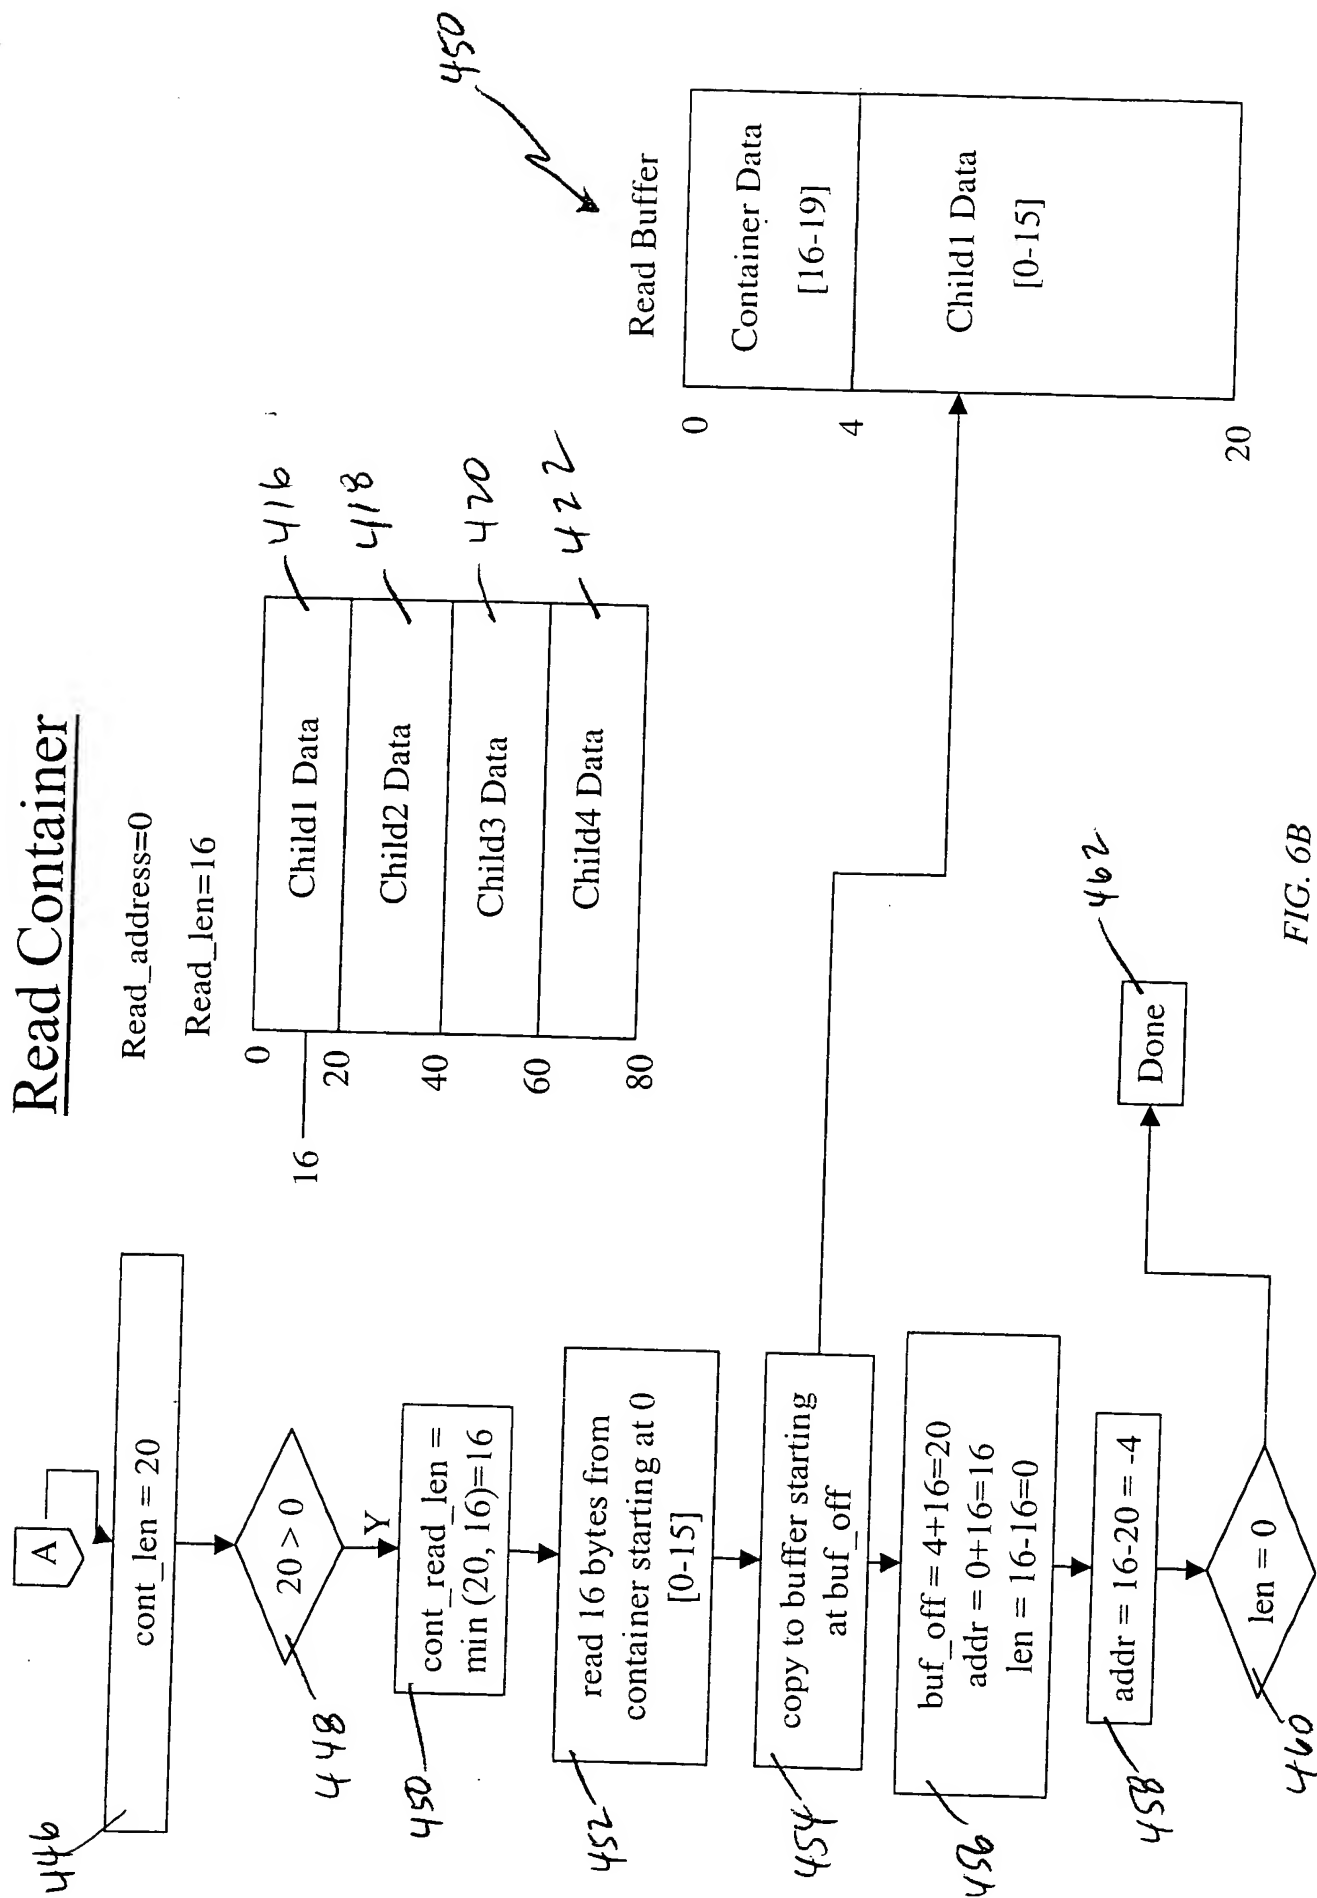 Read Container
Read_address=0
Read_len=16
A
446
cont_len = 20
448
20 > 0
Y
450
cont_read_len =
min (20, 16)=16
452
read 16 bytes from
container starting at 0
[0-15]
454
copy to buffer starting
at buf_off
456
buf_off = 4+16=20
addr = 0+16=16
len = 16-16=0
458
addr = 16-20 = -4
460
len = 0
Done
462
0
16
20
40
60
80
Child1 Data
Child2 Data
Child3 Data
Child4 Data
416
418
420
422
450
Read Buffer
0
Container Data
[16-19]
4
Child1 Data
[0-15]
20
FIG. 6B